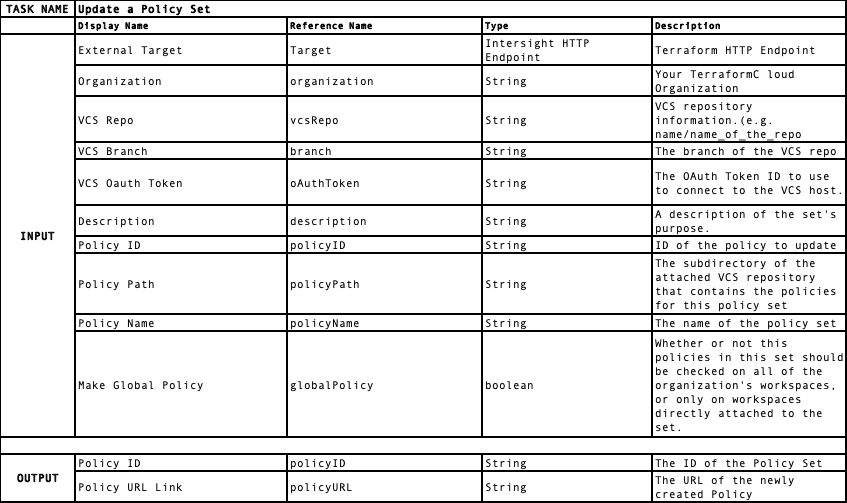 TASK NAME Update a Policy Set
Display Name Reference Name Type Description
INPUT
External Target Target Intersight HTTP
Endpoint Terraform HTTP Endpoint
Organization organization String Your TerraformC loud
Organization
VCS Repo vcsRepo String VCS repository
information.(e.g.
name/name_of_the_repo
VCS Branch branch String The branch of the VCS repo
VCS Oauth Token oAuthToken String The OAuth Token ID to use
to connect to the VCS host.
Description description String A description of the set's
purpose.
Policy ID policyID String ID of the policy to update
Policy Path policyPath String The subdirectory of the
attached VCS repository
that contains the policies
for this policy set
Policy Name policyName String The name of the policy set
Make Global Policy globalPolicy boolean Whether or not this
policies in this set should
be checked on all of the
organization's workspaces,
or only on workspaces
directly attached to the
set.
OUTPUT
Policy ID policyID String The ID of the Policy Set
Policy URL Link policyURL String The URL of the newly
created Policy